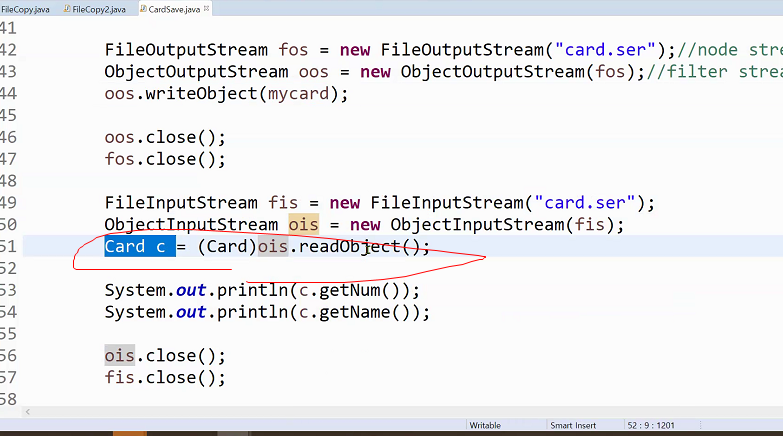 FileCopy.java FileCopy2.java CardSave.java
41
42 FileOutputStream fos = new FileOutputStream("card.ser");//node stre
43 ObjectOutputStream oos = new ObjectOutputStream(fos);//filter strea
44 oos.writeObject(mycard);
45
46 oos.close();
47 fos.close();
48
49 FileInputStream fis = new FileInputStream("card.ser");
50 ObjectInputStream ois = new ObjectInputStream(fis);
51 Card c = (Card)ois.readObject();
52
53 System.out.println(c.getNum());
54 System.out.println(c.getName());
55
56 ois.close();
57 fis.close();
58
Writable Smart Insert 52 : 9 : 1201